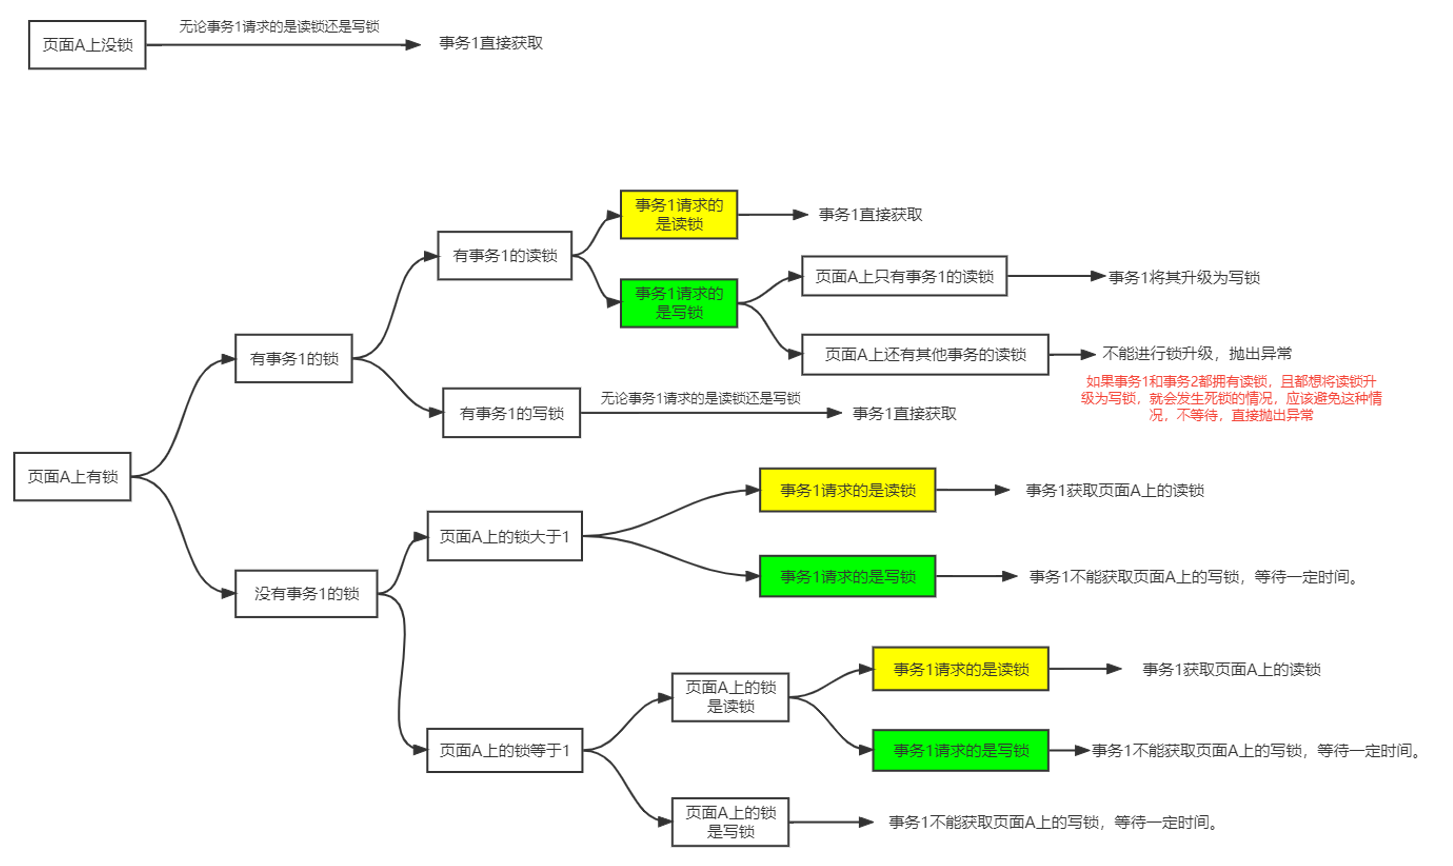 无论事务1请求的是读锁还是写锁
页面A上没锁
事务1直接获取
事务1请求的
是读锁
事务1直接获取
有事务1的读锁
页面A上只有事务1的读锁
事务1将其升级为写锁
事务1请求的
是写锁
有事务1的锁
页面A上还有其他事务的读锁
不能进行锁升级，抛出异常
如果事务1和事务2都拥有读锁，且都想将读锁升
级为写锁，就会发生死锁的情况，应该避免这种情
况，不等待，直接抛出异常
无论事务1请求的是读锁还是写锁
有事务1的写锁
事务1直接获取
页面A上有锁
事务1请求的是读锁
事务1获取页面A上的读锁
页面A上的锁大于1
事务1请求的是写锁
事务1不能获取页面A上的写锁，等待一定时间。
没有事务1的锁
事务1请求的是读锁
事务1获取页面A上的读锁
页面A上的锁
是读锁
页面A上的锁等于1
事务1请求的是写锁
事务1不能获取页面A上的写锁，等待一定时间。
页面A上的锁
是写锁
事务1不能获取页面A上的写锁，等待一定时间。